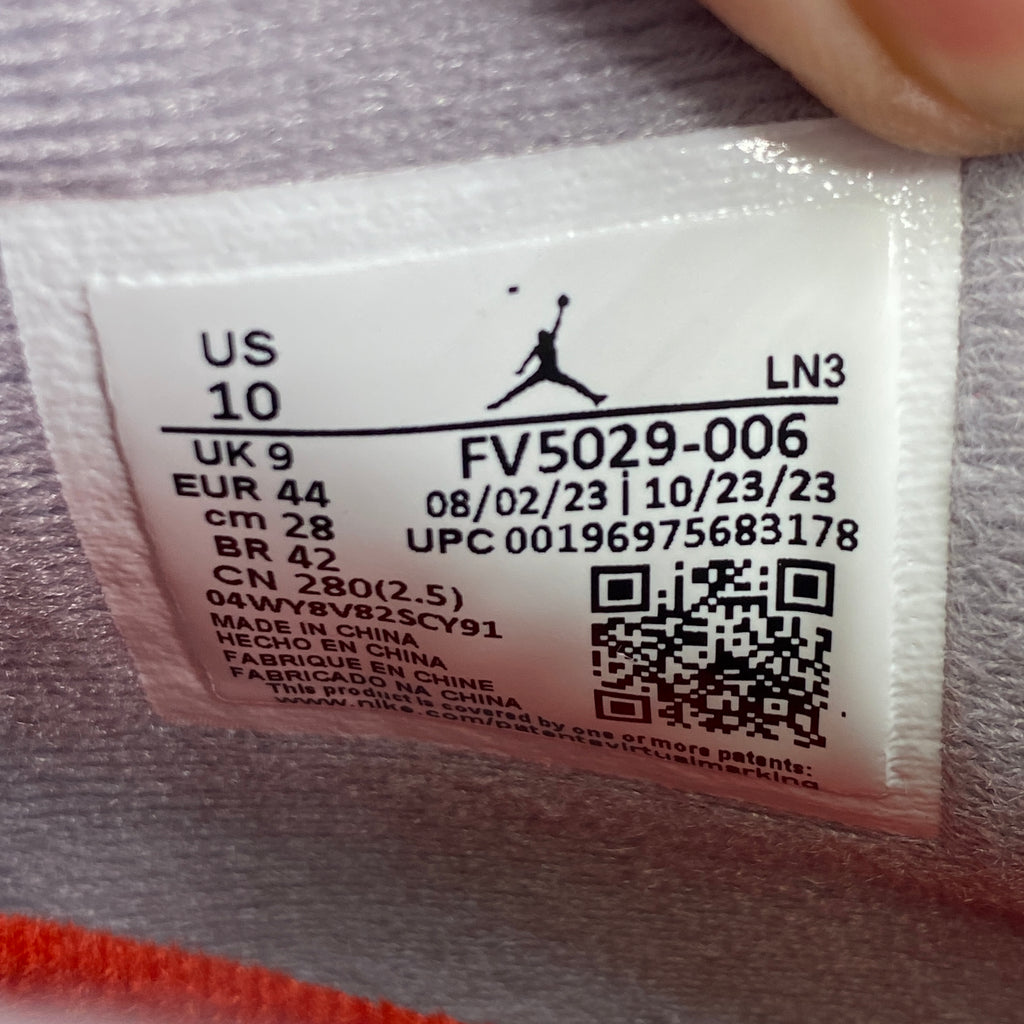 US
10
LN3
UK 9
EUR 44
cm 28
BR 42
CN 280(2.5)
04WY8V82SCY91
MADE IN CHINA
HECHO EN CHINA
FABRIQUE EN CHINE
FABRICADO NA CHINA
FV5029-006
08/02/23 | 10/23/23
UPC 00196975683178
This product is covered by one or more patents:
www.nike.com/patentsvirtualmarking